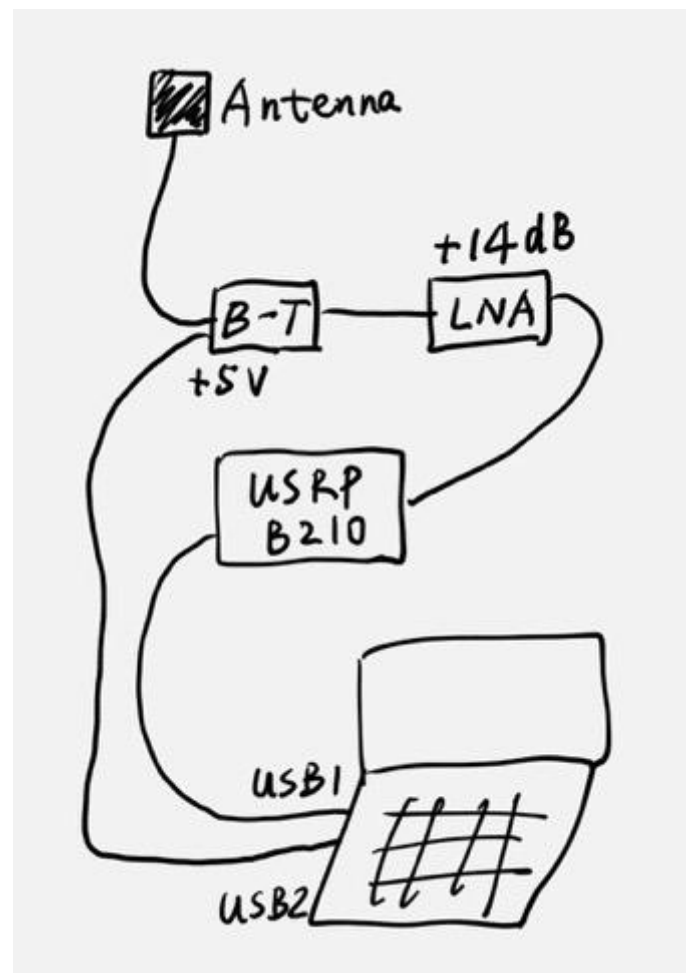 Antenna
+14dB
B-T
LNA
+5V
USRP
B210
USB1
USB2